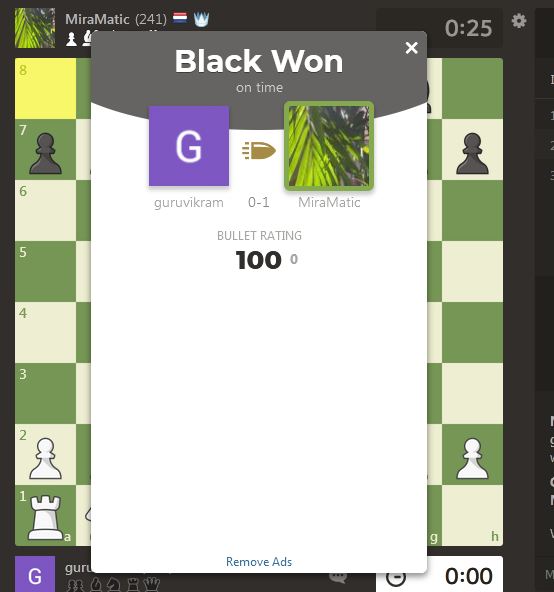 MiraMatic (241)
0:25
Black Won
on time
G
guruvikram
0-1
MiraMatic
BULLET RATING
100 0
Remove Ads
8
7
6
5
4
3
2
1
a
g
h
G
0:00